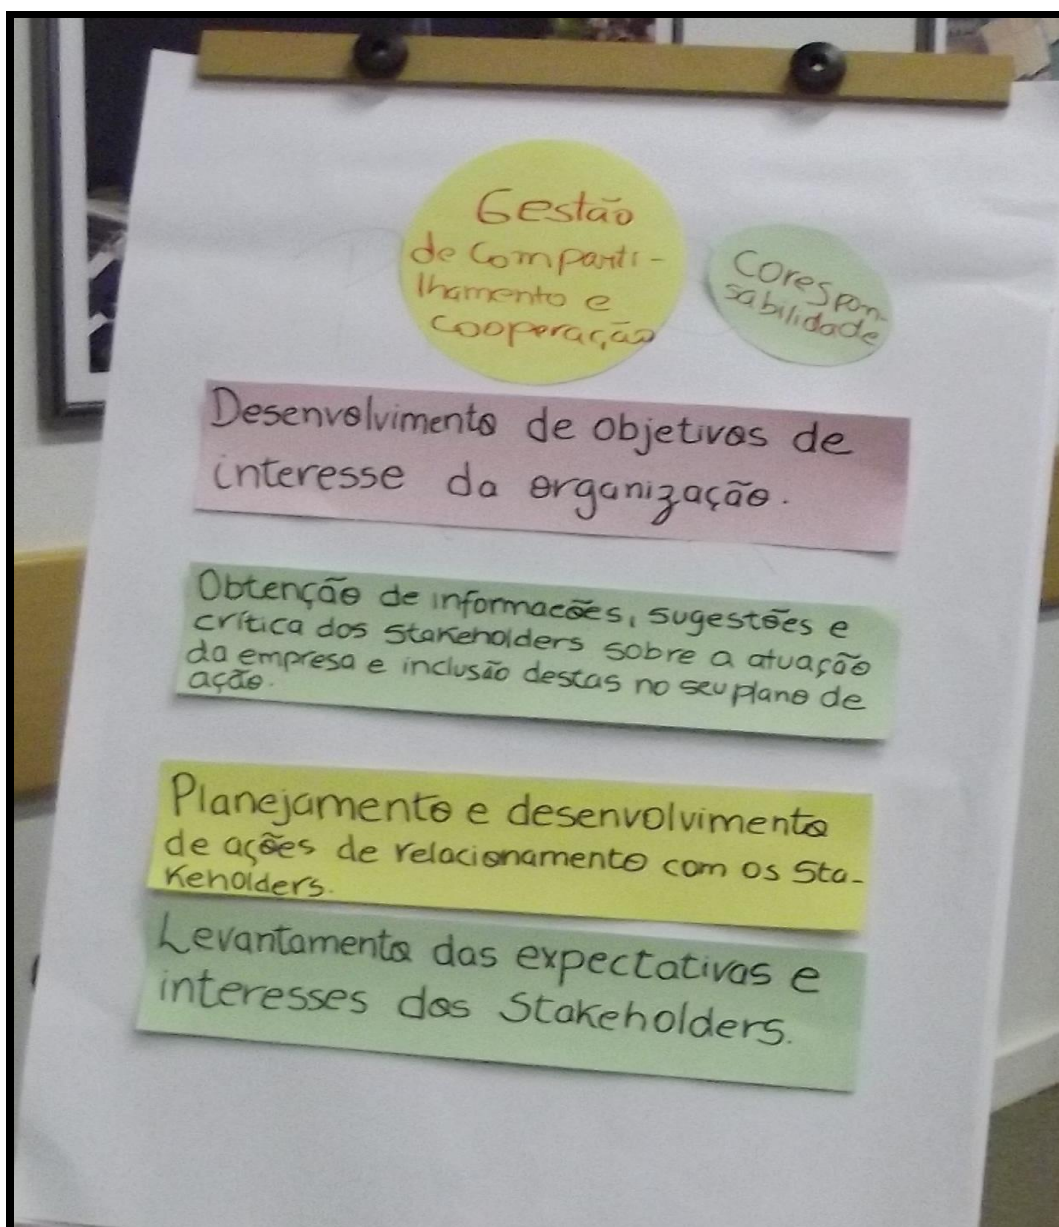 Gestão
de Comparti-
lhamento e
cooperação
Corespon-
sabilidade
Desenvolvimento de objetivos de
interesse da organização.
Obtenção de informacões, sugestões e
crítica dos stakeholders sobre a atuação
da empresa e inclusão destas no seu plano de
ação.
Planejamento e desenvolvimento
de ações de relacionamento com os Sta-
keholders.
Levantamento das expectativas e
interesses dos Stakeholders.